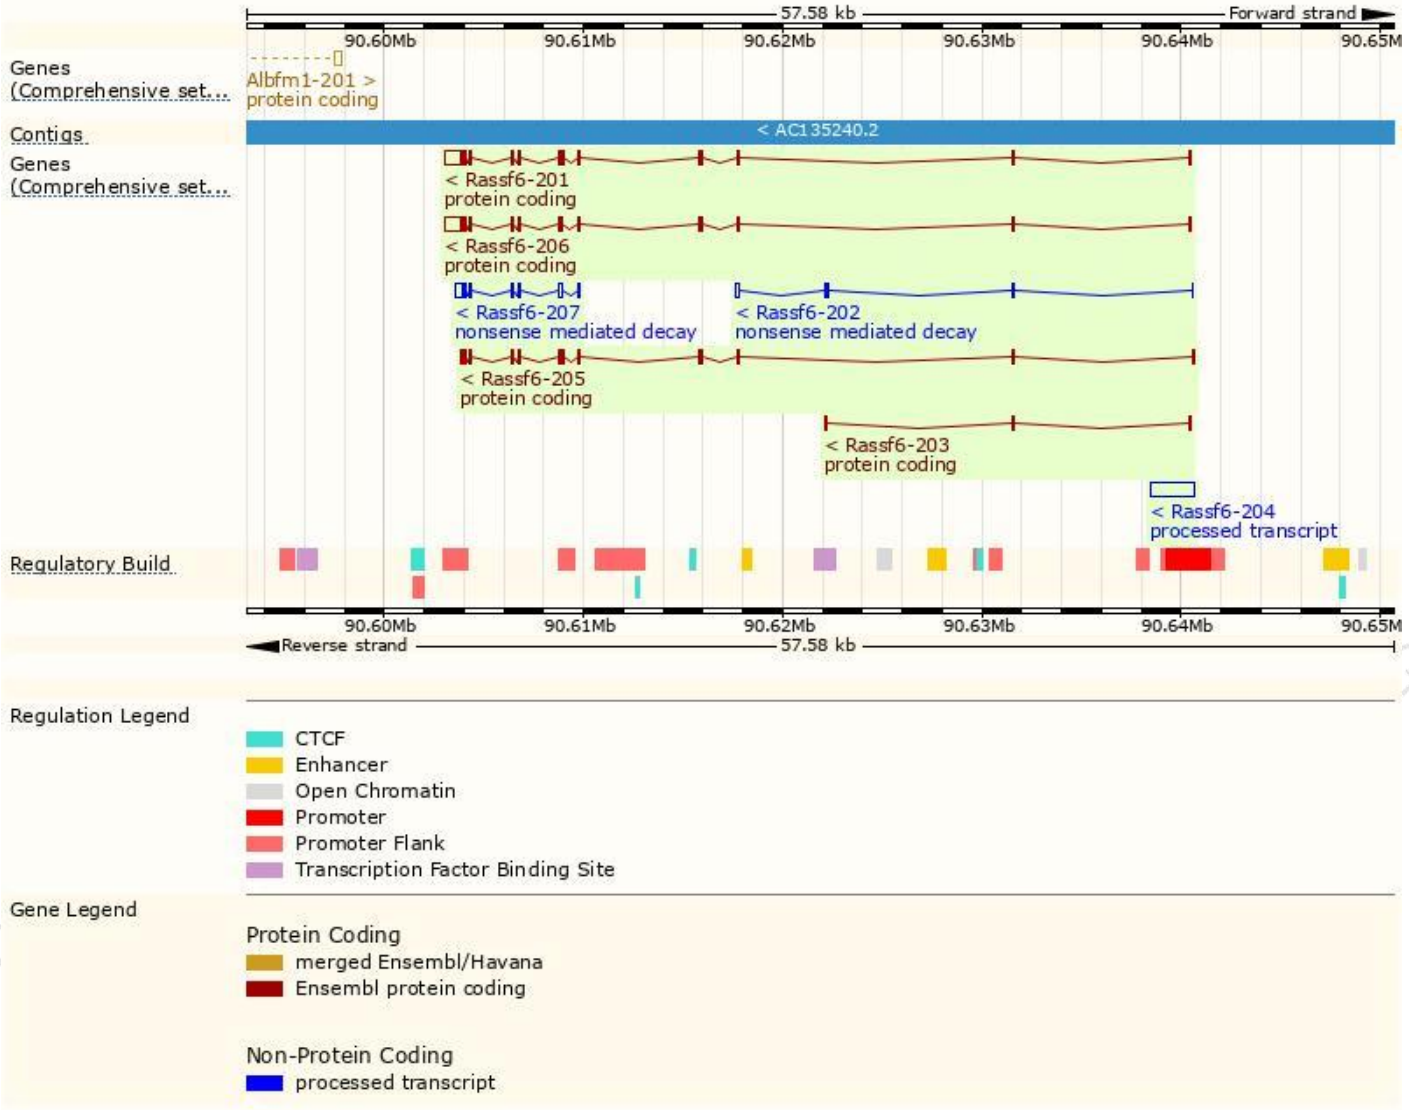 57.58 kb
Forward strand
90.60Mb 90.61Mb 90.62Mb 90.63Mb 90.64Mb 90.65M
Genes
(Comprehensive set...
Albfm1-201 >
protein coding
Contigs
< AC135240.2
Genes
(Comprehensive set...
< Rassf6-201
protein coding
< Rassf6-206
protein coding
< Rassf6-207
nonsense mediated decay
< Rassf6-202
nonsense mediated decay
< Rassf6-205
protein coding
< Rassf6-203
protein coding
< Rassf6-204
processed transcript
Regulatory Build
90.60Mb 90.61Mb 90.62Mb 90.63Mb 90.64Mb 90.65M
Reverse strand
57.58 kb
Regulation Legend
CTCF
Enhancer
Open Chromatin
Promoter
Promoter Flank
Transcription Factor Binding Site
Gene Legend
Protein Coding
merged Ensembl/Havana
Ensembl protein coding
Non-Protein Coding
processed transcript